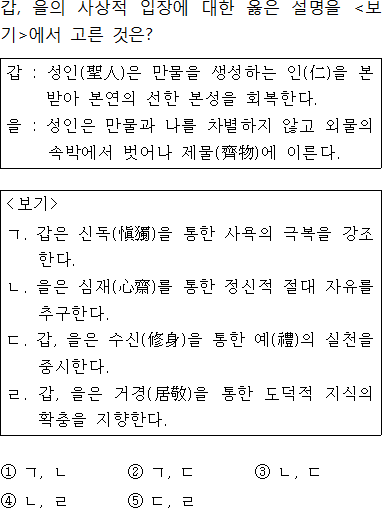 갑, 을의 사상적 입장에 대한 옳은 설명을 <보
기>에서 고른 것은?
갑 : 성인(聖人)은 만물을 생성하는 인(仁)을 본
받아 본연의 선한 본성을 회복한다.
을 : 성인은 만물과 나를 차별하지 않고 외물의
속박에서 벗어나 제물(齊物)에 이른다.
<보기>
ㄱ. 갑은 신독(愼獨)을 통한 사욕의 극복을 강조
한다.
ㄴ. 을은 심재(心齋)를 통한 정신적 절대 자유를
추구한다.
ㄷ. 갑, 을은 수신(修身)을 통한 예(禮)의 실천을
중시한다.
ㄹ. 갑, 을은 거경(居敬)을 통한 도덕적 지식의
확충을 지향한다.
① ㄱ, ㄴ ② ㄱ, ㄷ ③ ㄴ, ㄷ
④ ㄴ, ㄹ ⑤ ㄷ, ㄹ